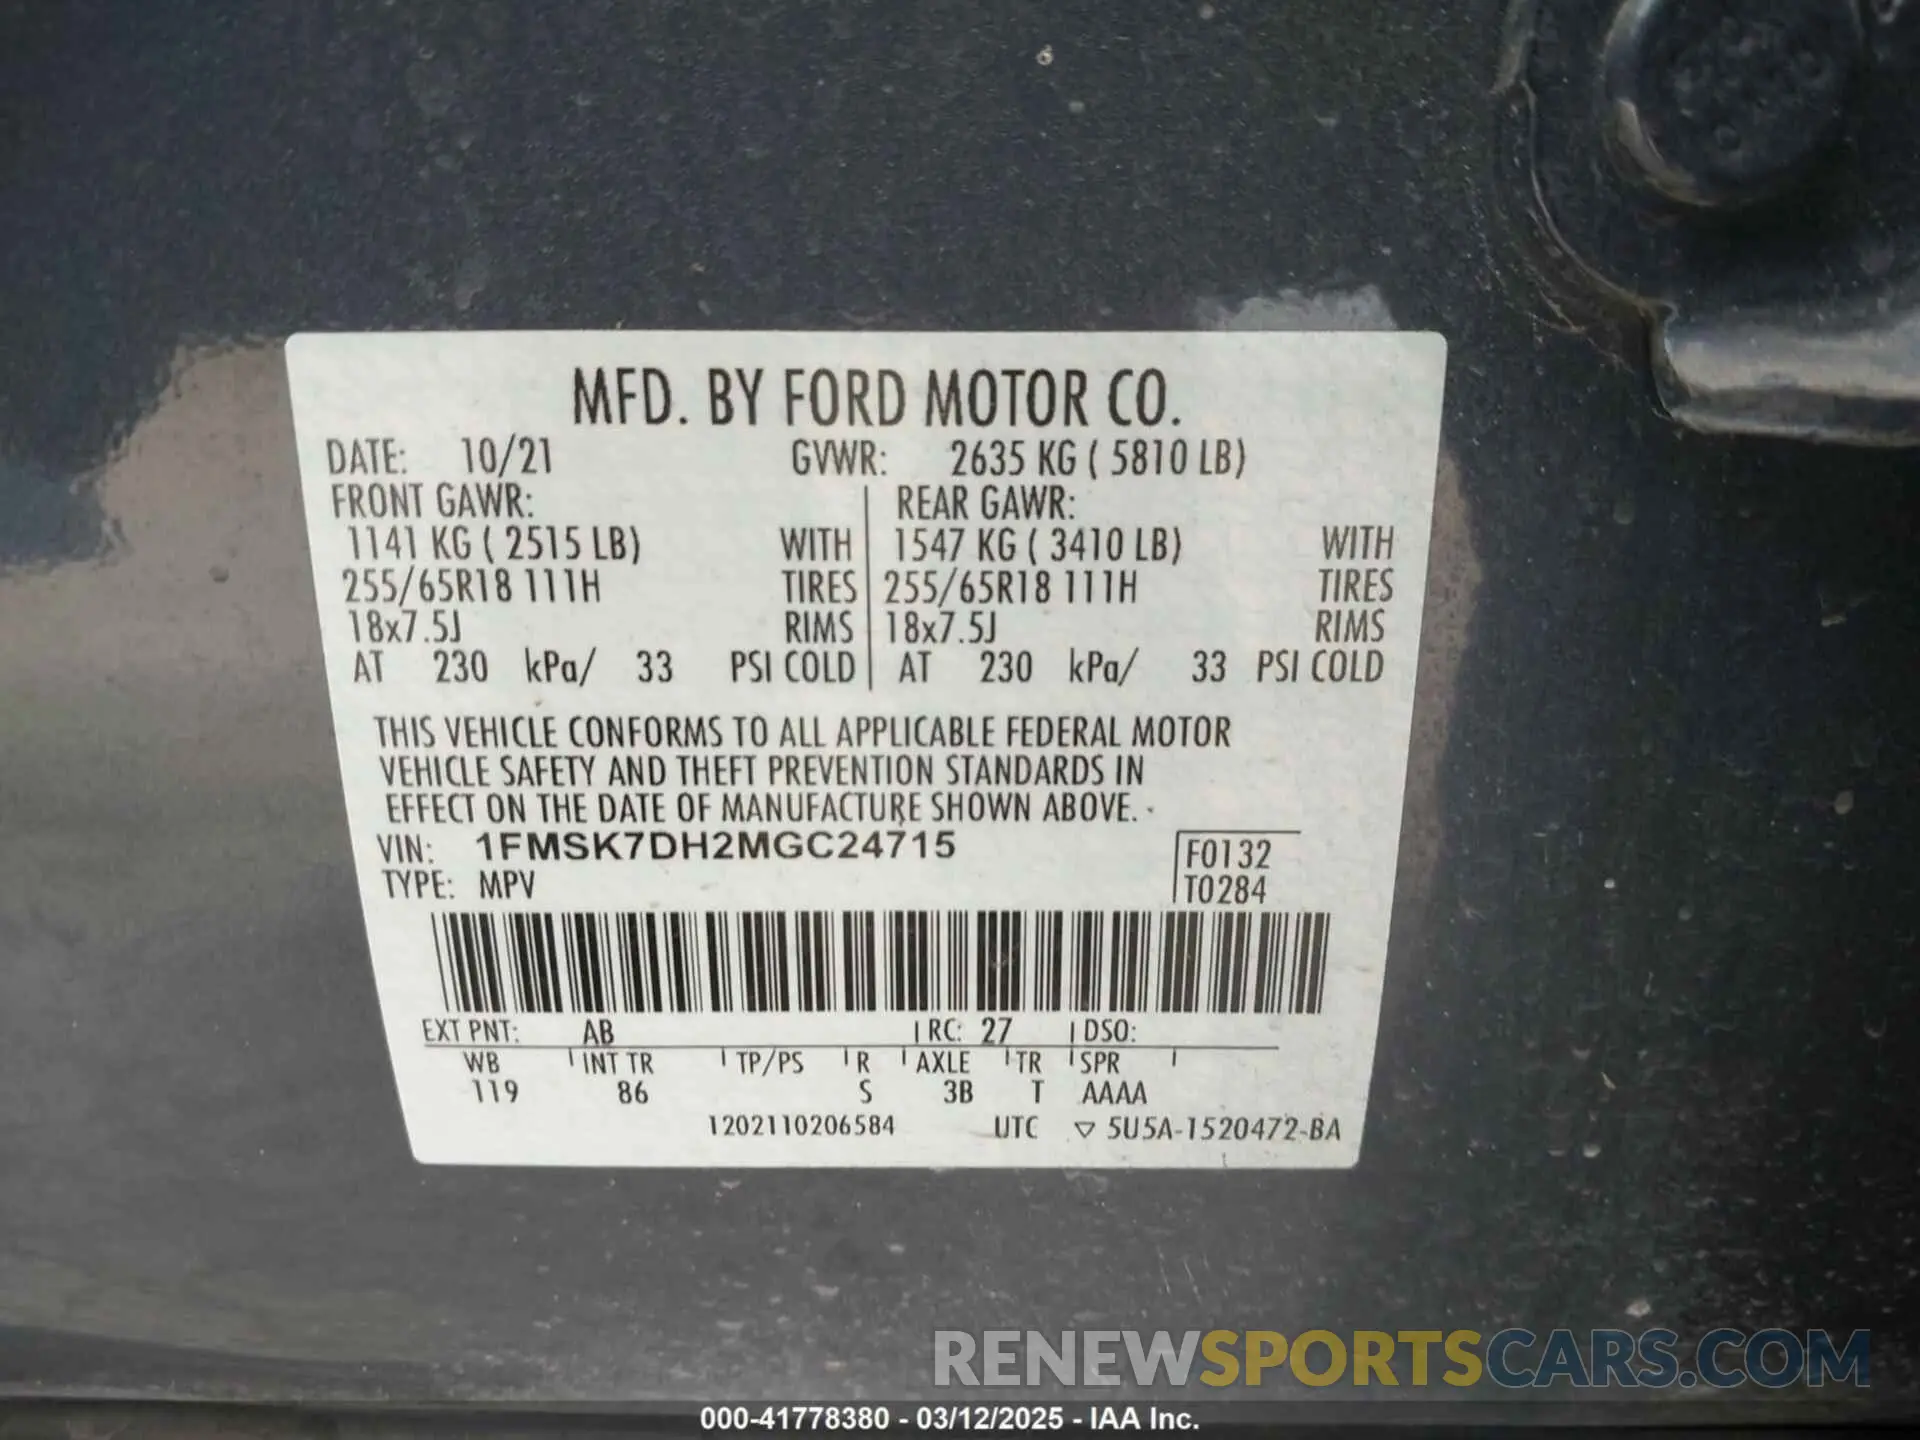 MFD. BY FORD MOTOR CO.
DATE: 10/21 GVWR: 2635 KG ( 5810 LB)
FRONT GAWR: REAR GAWR:
1141 KG ( 2515 LB) WITH 1547 KG ( 3410 LB) WITH
255/65R18 111H TIRES 255/65R18 111H TIRES
18x7.5J RIMS 18x7.5J RIMS
AT 230 kPa/ 33 PSI COLD AT 230 kPa/ 33 PSI COLD
THIS VEHICLE CONFORMS TO ALL APPLICABLE FEDERAL MOTOR
VEHICLE SAFETY AND THEFT PREVENTION STANDARDS IN
EFFECT ON THE DATE OF MANUFACTURE SHOWN ABOVE.
VIN: 1FMSK7DH2MGC24715 F0132
TYPE: MPV T0284
EXT PNT: AB RC: 27 DSO:
WB INT TR TP/PS R AXLE TR SPR
119 86 S 3B T AAAA
1202110206584 UTC ▽ 5U5A-1520472-BA
RENEWSPORTSCARS.COM
000-41778380 - 03/12/2025 - IAA Inc.